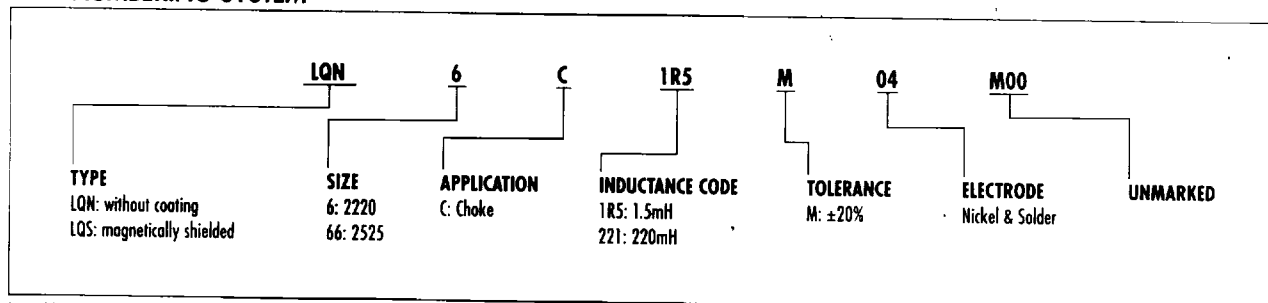 LQN 6 C 1R5 M 04 M00
TYPE
LQN: without coating
LQS: magnetically shielded
SIZE
6: 2220
66: 2525
APPLICATION
C: Choke
INDUCTANCE CODE
1R5: 1.5mH
221: 220mH
TOLERANCE
M: ±20%
ELECTRODE
Nickel & Solder
UNMARKED